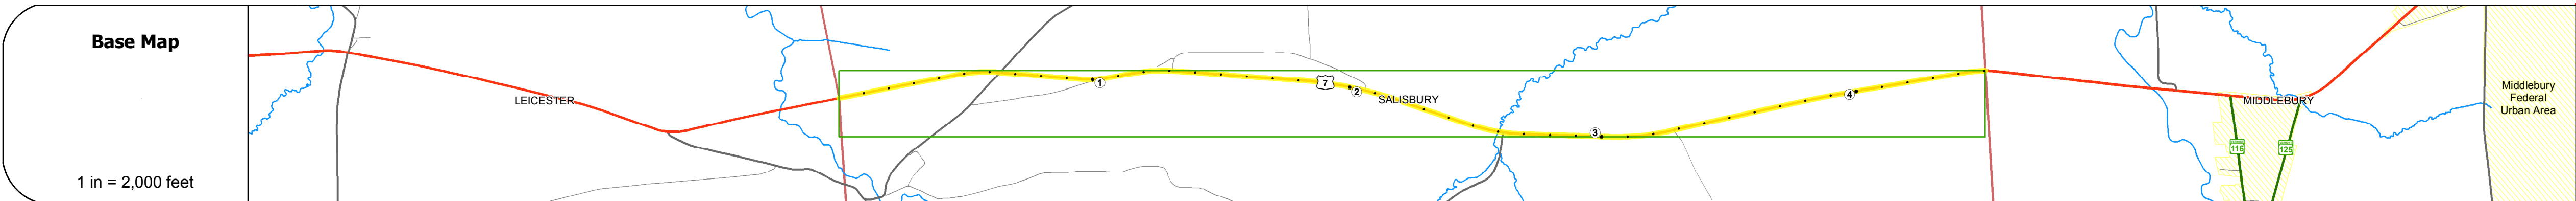 Base Map
1 in = 2,000 feet
LEICESTER
1
7
2
SALISBURY
3
4
MIDDLEBURY
116
125
Middlebury
Federal
Urban Area